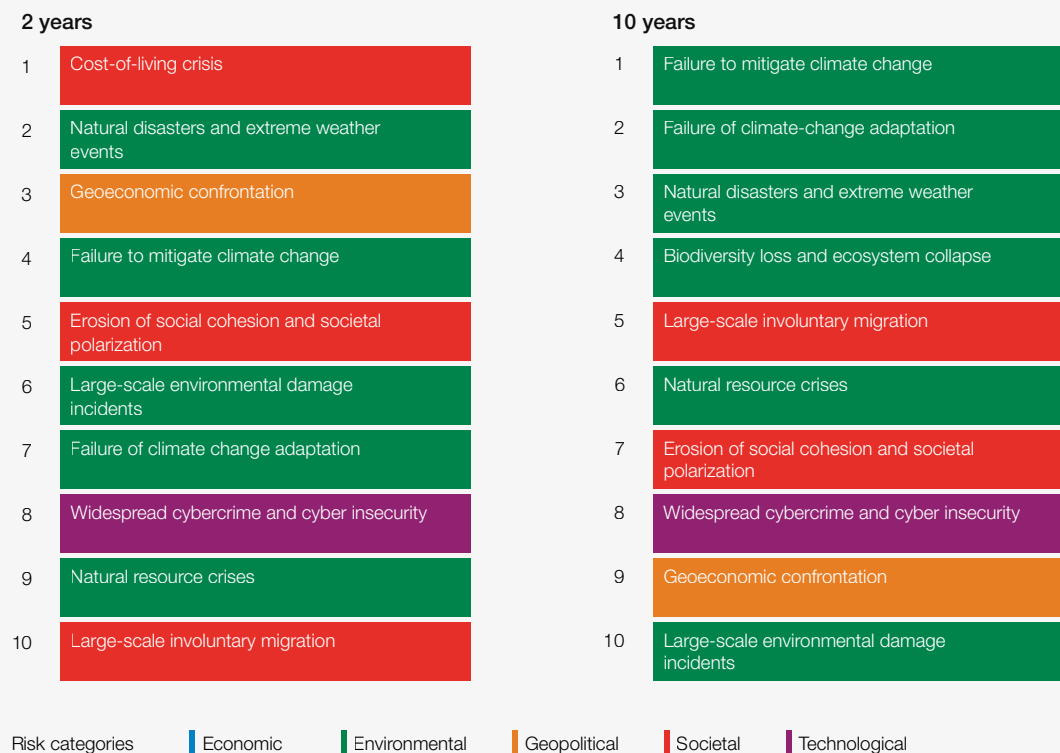 2 years
1
Cost-of-living crisis
2
Natural disasters and extreme weather
events
3
Geoeconomic confrontation
4
Failure to mitigate climate change
5
Erosion of social cohesion and societal
polarization
6
Large-scale environmental damage
incidents
7
Failure of climate change adaptation
8
Widespread cybercrime and cyber insecurity
9
Natural resource crises
10
Large-scale involuntary migration
10 years
1
Failure to mitigate climate change
2
Failure of climate-change adaptation
3
Natural disasters and extreme weather
events
4
Biodiversity loss and ecosystem collapse
5
Large-scale involuntary migration
6
Natural resource crises
7
Erosion of social cohesion and societal
polarization
8
Widespread cybercrime and cyber insecurity
9
Geoeconomic confrontation
10
Large-scale environmental damage
incidents
Risk categories Economic Environmental Geopolitical Societal Technological